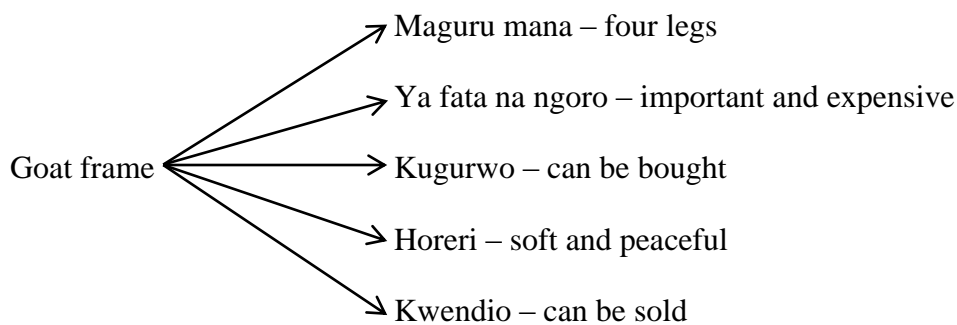 Maguru mana – four legs
Ya fata na ngoro – important and expensive
Goat frame
Kugurwo – can be bought
Horeri – soft and peaceful
Kwendio – can be sold